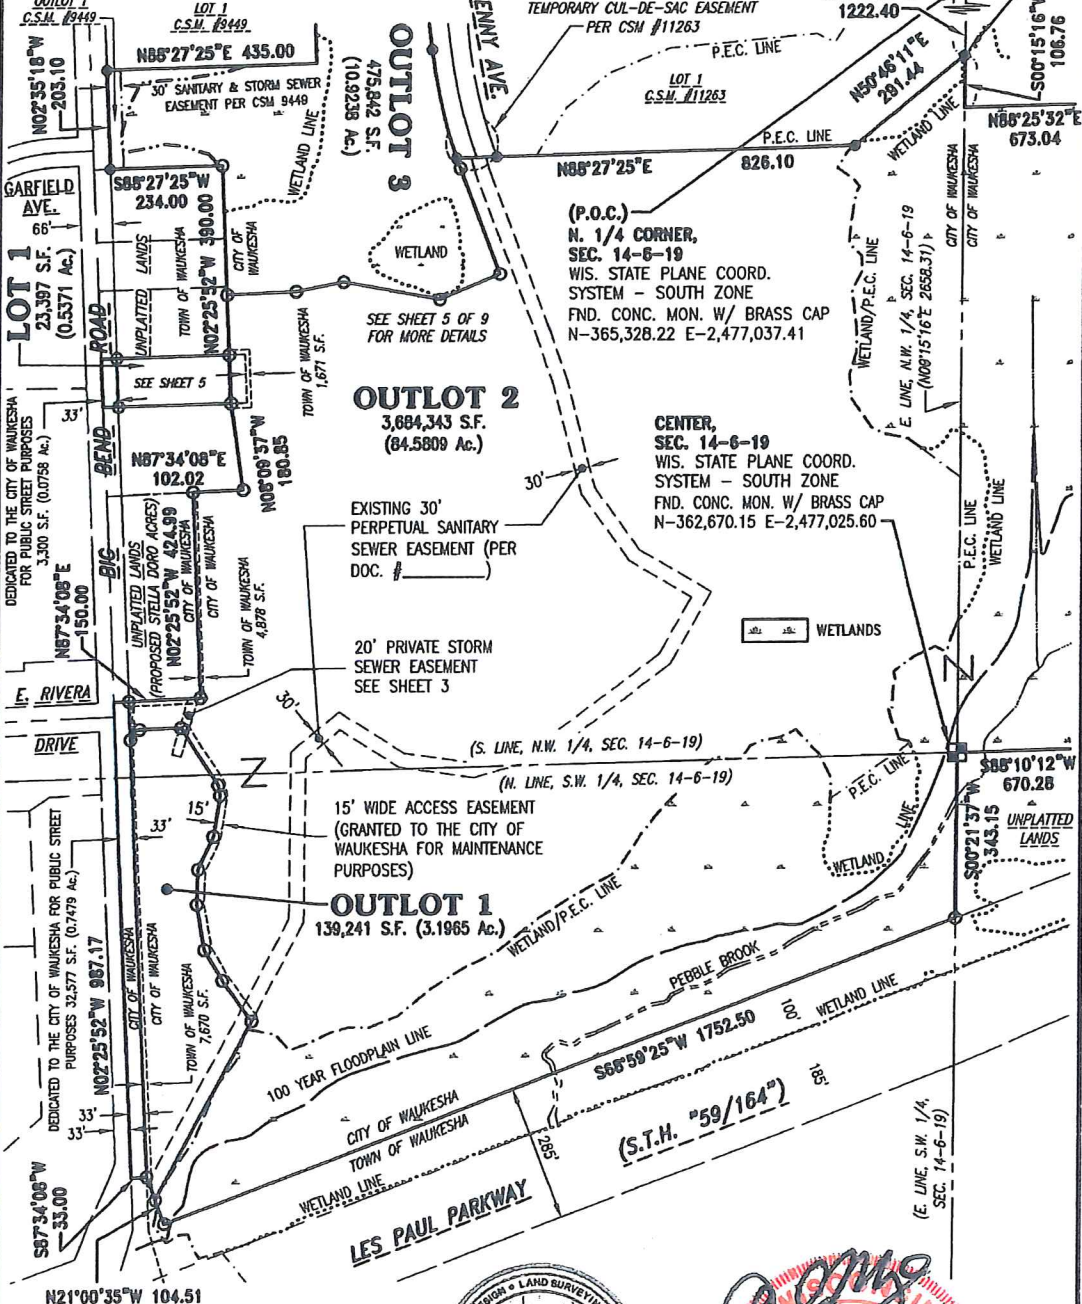 OUTLOT 1
C.S.M. #9449
LOT 1
C.S.M. #9449
TEMPORARY CUL-DE-SAC EASEMENT
PER CSM #11263
1222.40
S00°15'16"W
106.76
N02°35'18"W
203.10
N88°27'25"E 435.00
30' SANITARY & STORM SEWER
EASEMENT PER CSM 9449
WETLAND LINE
OUTLOT 3
475,842 S.F.
(10.9238 Ac.)
ENNY AVE.
P.E.C. LINE
LOT 1
C.S.M. #11263
N50°46'11"E
291.44
N88°25'32"E
673.04
P.E.C. LINE
WETLAND LINE
N88°27'25"E
826.10
GARFIELD
AVE.
66'
S88°27'25"W
234.00
LOT 1
23,397 S.F.
(0.5371 Ac.)
ROAD
UNPLATTED LANDS
TOWN OF WAUKESHA
N02°25'52"W 390.00
CITY OF
WAUKESHA
WETLAND
SEE SHEET 5 OF 9
FOR MORE DETAILS
(P.O.C.)
N. 1/4 CORNER,
SEC. 14-6-19
WIS. STATE PLANE COORD.
SYSTEM - SOUTH ZONE
FND. CONC. MON. W/ BRASS CAP
N-365,328.22 E-2,477,037.41
WETLAND/P.E.C. LINE
E. LINE, N.W. 1/4, SEC. 14-6-19
(N00°15'16"E 2658.31')
CITY OF WAUKESHA
CITY OF WAUKESHA
SEE SHEET 5
TOWN OF WAUKESHA
1,671 S.F.
OUTLOT 2
3,684,343 S.F.
(84.5809 Ac.)
33'
DEDICATED TO THE CITY OF WAUKESHA
FOR PUBLIC STREET PURPOSES
3,300 S.F. (0.0758 Ac.)
BEND
N87°34'08"E
102.02
N08°09'37"W
180.85
CENTER,
SEC. 14-6-19
WIS. STATE PLANE COORD.
SYSTEM - SOUTH ZONE
FND. CONC. MON. W/ BRASS CAP
N-362,670.15 E-2,477,025.60
30'
EXISTING 30'
PERPETUAL SANITARY
SEWER EASEMENT (PER
DOC. #________)
P.E.C. LINE
WETLAND LINE
BIG
UNPLATTED LANDS
(PROPOSED STELLA DORO ACRES)
N02°25'52"W 424.99
CITY OF WAUKESHA
CITY OF WAUKESHA
TOWN OF WAUKESHA
4,878 S.F.
N87°34'08"E
150.00
WETLANDS
20' PRIVATE STORM
SEWER EASEMENT
SEE SHEET 3
E. RIVERA
DRIVE
30'
(S. LINE, N.W. 1/4, SEC. 14-6-19)
(N. LINE, S.W. 1/4, SEC. 14-6-19)
P.E.C. LINE
S88°10'12"W
670.28
UNPLATTED
LANDS
S00°21'37"W
343.15
15'
33'
15' WIDE ACCESS EASEMENT
(GRANTED TO THE CITY OF
WAUKESHA FOR MAINTENANCE
PURPOSES)
WETLAND
LINE
DEDICATED TO THE CITY OF WAUKESHA FOR PUBLIC STREET
PURPOSES 32,577 S.F. (0.7479 Ac.)
OUTLOT 1
139,241 S.F. (3.1965 Ac.)
WETLAND/P.E.C. LINE
N02°25'52"W 987.17
CITY OF WAUKESHA
CITY OF WAUKESHA
TOWN OF WAUKESHA
7,670 S.F.
PEBBLE BROOK
100'
WETLAND LINE
100 YEAR FLOODPLAIN LINE
S68°59'25"W 1752.50
185'
33'
33'
CITY OF WAUKESHA
TOWN OF WAUKESHA
285'
(S.T.H. "59/164")
WETLAND LINE
LES PAUL PARKWAY
(E. LINE, S.W. 1/4,
SEC. 14-6-19)
S87°34'08"W
33.00
N21°00'35"W 104.51
LAND SURVEYING